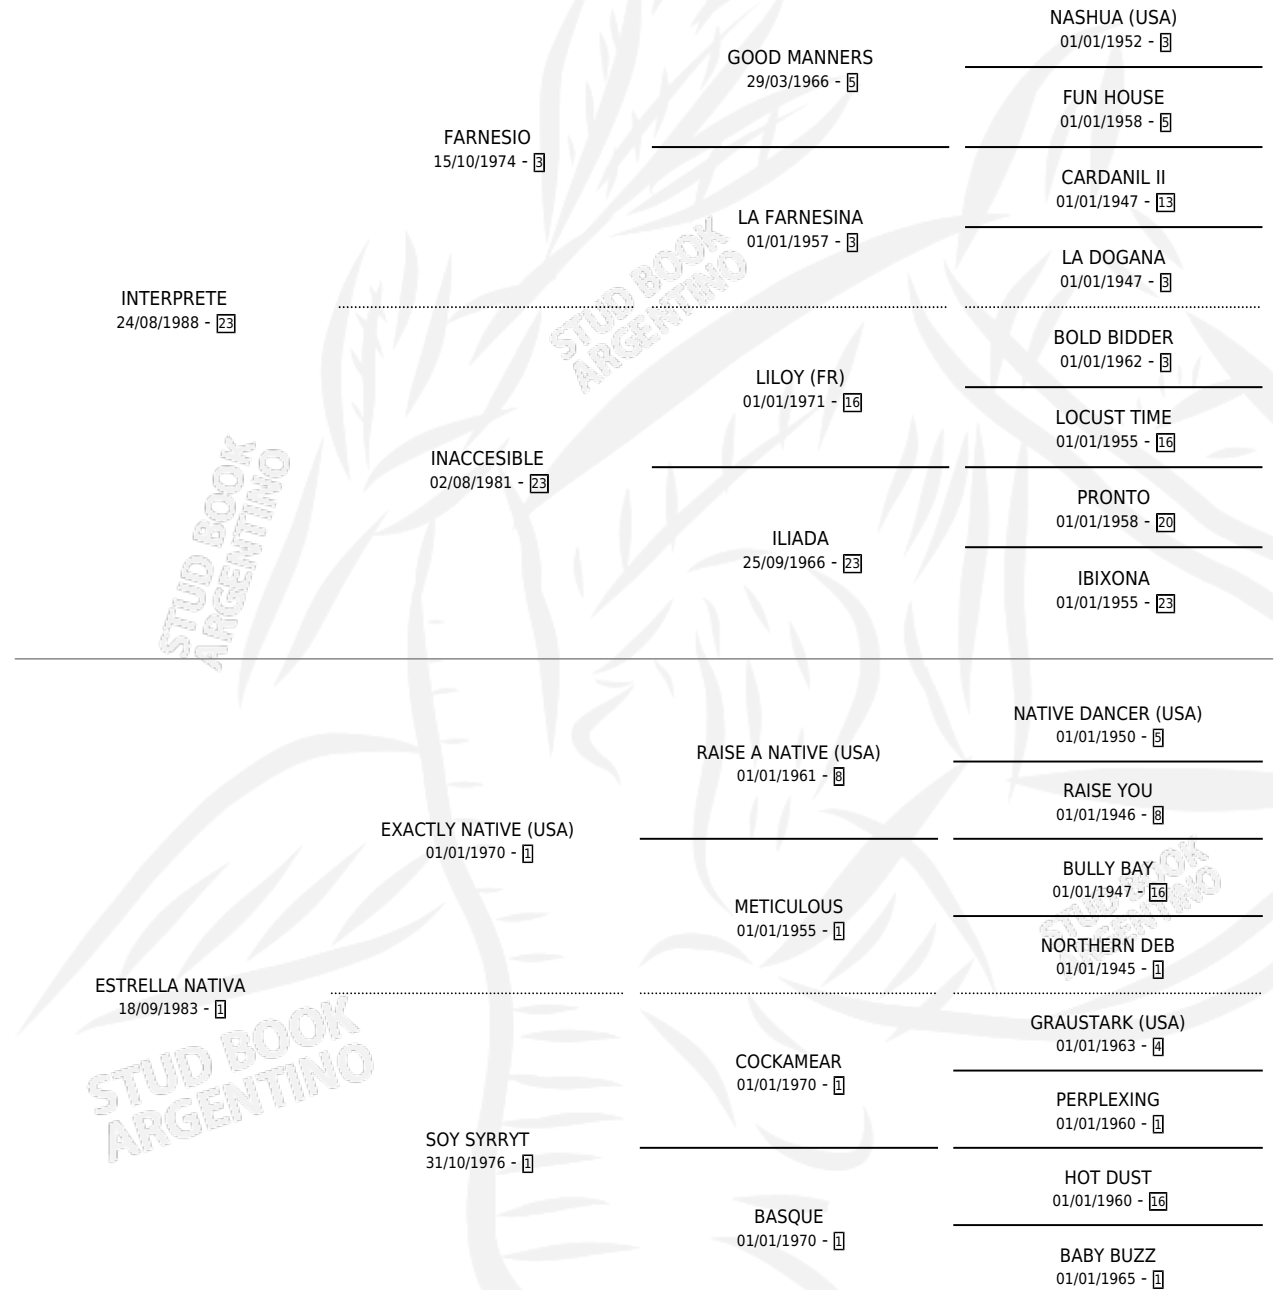 NASHUA (USA)
01/01/1952 - 3
GOOD MANNERS
29/03/1966 - 5
FUN HOUSE
01/01/1958 - 5
FARNESIO
15/10/1974 - 3
CARDANIL II
01/01/1947 - 13
LA FARNESINA
01/01/1957 - 3
LA DOGANA
01/01/1947 - 3
INTERPRETE
24/08/1988 - 23
STUD BOOK
ARGENTINO
BOLD BIDDER
01/01/1962 - 3
LILOY (FR)
01/01/1971 - 16
LOCUST TIME
01/01/1955 - 16
INACCESIBLE
02/08/1981 - 23
PRONTO
01/01/1958 - 20
ILIADA
25/09/1966 - 23
IBIXONA
01/01/1955 - 23
STUD BOOK
ARGENTINO
NATIVE DANCER (USA)
01/01/1950 - 5
RAISE A NATIVE (USA)
01/01/1961 - 8
RAISE YOU
01/01/1946 - 8
EXACTLY NATIVE (USA)
01/01/1970 - 1
BULLY BAY
01/01/1947 - 16
METICULOUS
01/01/1955 - 1
STUD BOOK
ARGENTINO
NORTHERN DEB
01/01/1945 - 1
ESTRELLA NATIVA
18/09/1983 - 1
STUD BOOK
ARGENTINO
GRAUSTARK (USA)
01/01/1963 - 4
COCKAMEAR
01/01/1970 - 1
PERPLEXING
01/01/1960 - 1
SOY SYRRYT
31/10/1976 - 1
HOT DUST
01/01/1960 - 16
BASQUE
01/01/1970 - 1
BABY BUZZ
01/01/1965 - 1